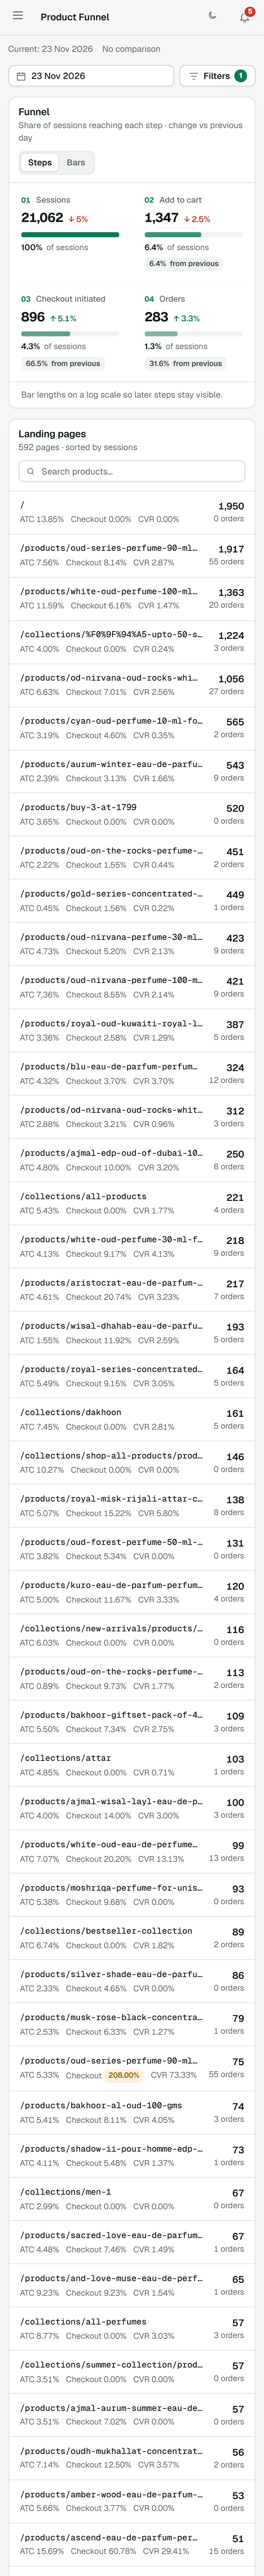 Product Funnel
5
Current: 23 Nov 2026 No comparison
23 Nov 2026
Filters 1
Funnel
Share of sessions reaching each step · change vs previous
day
Steps Bars
01 Sessions
21,062 ↓ 5%
100% of sessions
02 Add to cart
1,347 ↓ 2.5%
6.4% of sessions
6.4% from previous
03 Checkout initiated
896 ↑ 5.1%
4.3% of sessions
66.5% from previous
04 Orders
283 ↑ 3.3%
1.3% of sessions
31.6% from previous
Bar lengths on a log scale so later steps stay visible.
Landing pages
592 pages · sorted by sessions
Search products...
/ 1,950
ATC 13.85% Checkout 0.00% CVR 0.00% 0 orders
/products/oud-series-perfume-90-ml… 1,917
ATC 7.56% Checkout 8.14% CVR 2.87% 55 orders
/products/white-oud-perfume-100-ml… 1,363
ATC 11.59% Checkout 6.16% CVR 1.47% 20 orders
/collections/%F0%9F%94%A5-upto-50-s… 1,224
ATC 4.00% Checkout 0.00% CVR 0.24% 3 orders
/products/od-nirvana-oud-rocks-whi… 1,056
ATC 6.63% Checkout 7.01% CVR 2.56% 27 orders
/products/cyan-oud-perfume-10-ml-fo… 565
ATC 3.19% Checkout 4.60% CVR 0.35% 2 orders
/products/aurum-winter-eau-de-parfu… 543
ATC 2.39% Checkout 3.13% CVR 1.66% 9 orders
/products/buy-3-at-1799 520
ATC 3.65% Checkout 0.00% CVR 0.00% 0 orders
/products/oud-on-the-rocks-perfume-… 451
ATC 2.22% Checkout 1.55% CVR 0.44% 2 orders
/products/gold-series-concentrated-… 449
ATC 0.45% Checkout 1.56% CVR 0.22% 1 orders
/products/oud-nirvana-perfume-30-ml… 423
ATC 4.73% Checkout 5.20% CVR 2.13% 9 orders
/products/oud-nirvana-perfume-100-m… 421
ATC 7.36% Checkout 8.55% CVR 2.14% 9 orders
/products/royal-oud-kuwaiti-royal-l… 387
ATC 3.36% Checkout 2.58% CVR 1.29% 5 orders
/products/blu-eau-de-parfum-perfum… 324
ATC 4.32% Checkout 3.70% CVR 3.70% 12 orders
/products/od-nirvana-oud-rocks-whit… 312
ATC 2.88% Checkout 3.21% CVR 0.96% 3 orders
/products/ajmal-edp-oud-of-dubai-10… 250
ATC 4.80% Checkout 10.00% CVR 3.20% 8 orders
/collections/all-products 221
ATC 5.43% Checkout 0.00% CVR 1.77% 4 orders
/products/white-oud-perfume-30-ml-f… 218
ATC 4.13% Checkout 9.17% CVR 4.13% 9 orders
/products/aristocrat-eau-de-parfum-… 217
ATC 4.61% Checkout 20.74% CVR 3.23% 7 orders
/products/wisal-dhahab-eau-de-parfu… 193
ATC 1.55% Checkout 11.92% CVR 2.59% 5 orders
/products/royal-series-concentrated… 164
ATC 5.49% Checkout 9.15% CVR 3.05% 5 orders
/collections/dakhoon 161
ATC 7.45% Checkout 0.00% CVR 2.81% 5 orders
/collections/shop-all-products/prod… 146
ATC 10.27% Checkout 0.00% CVR 0.00% 0 orders
/products/royal-misk-rijali-attar-c… 138
ATC 5.07% Checkout 15.22% CVR 5.80% 8 orders
/products/oud-forest-perfume-50-ml-… 131
ATC 3.82% Checkout 5.34% CVR 0.00% 0 orders
/products/kuro-eau-de-parfum-perfum… 120
ATC 5.00% Checkout 11.67% CVR 3.33% 4 orders
/collections/new-arrivals/products/… 116
ATC 6.03% Checkout 0.00% CVR 0.00% 0 orders
/products/oud-on-the-rocks-perfume-… 113
ATC 0.89% Checkout 9.73% CVR 1.77% 2 orders
/products/bakhoor-giftset-pack-of-4… 109
ATC 5.50% Checkout 7.34% CVR 2.75% 3 orders
/collections/attar 103
ATC 4.85% Checkout 0.00% CVR 0.71% 1 orders
/products/ajmal-wisal-layl-eau-de-p… 100
ATC 4.00% Checkout 14.00% CVR 3.00% 3 orders
/products/white-oud-eau-de-perfume… 99
ATC 7.07% Checkout 20.20% CVR 13.13% 13 orders
/products/moshriqa-perfume-for-unis… 93
ATC 5.38% Checkout 9.68% CVR 0.00% 0 orders
/collections/bestseller-collection 89
ATC 6.74% Checkout 0.00% CVR 1.82% 2 orders
/products/silver-shade-eau-de-parfu… 86
ATC 2.33% Checkout 4.65% CVR 0.00% 0 orders
/products/musk-rose-black-concentra… 79
ATC 2.53% Checkout 6.33% CVR 1.27% 1 orders
/products/oud-series-perfume-90-ml… 75
ATC 5.33% Checkout 208.00% CVR 73.33% 55 orders
/products/bakhoor-al-oud-100-gms 74
ATC 5.41% Checkout 8.11% CVR 4.05% 3 orders
/products/shadow-ii-pour-homme-edp-… 73
ATC 4.11% Checkout 5.48% CVR 1.37% 1 orders
/collections/men-1 67
ATC 2.99% Checkout 0.00% CVR 0.00% 0 orders
/products/sacred-love-eau-de-parfum… 67
ATC 4.48% Checkout 7.46% CVR 1.49% 1 orders
/products/and-love-muse-eau-de-perf… 65
ATC 9.23% Checkout 9.23% CVR 1.54% 1 orders
/collections/all-perfumes 57
ATC 8.77% Checkout 0.00% CVR 3.03% 3 orders
/collections/summer-collection/prod… 57
ATC 3.51% Checkout 0.00% CVR 0.00% 0 orders
/products/ajmal-aurum-summer-eau-de… 57
ATC 3.51% Checkout 7.02% CVR 0.00% 0 orders
/products/oudh-mukhallat-concentrat… 56
ATC 7.14% Checkout 12.50% CVR 3.57% 2 orders
/products/amber-wood-eau-de-parfum-… 53
ATC 5.66% Checkout 3.77% CVR 0.00% 0 orders
/products/ascend-eau-de-parfum-per… 51
ATC 15.69% Checkout 60.78% CVR 29.41% 15 orders